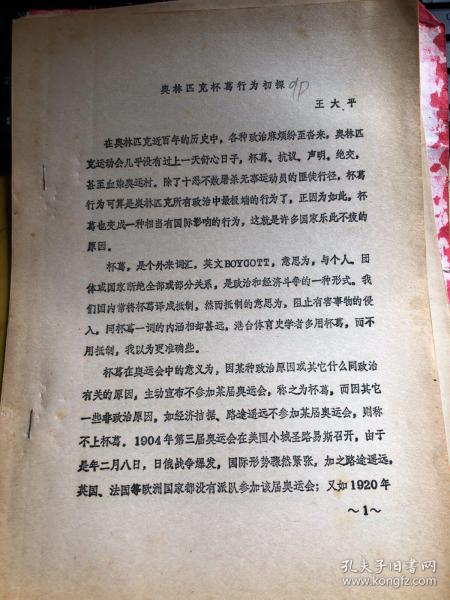 奥林匹克杯葛行为初探
王大平
在奥林匹克近百年的历史中，各种政治麻烦纷至沓来，奥林匹
克运动会几乎没有过上一天舒心日子，杯葛、抗议、声明、绝交，
甚至血染奥运村。除了十恶不赦屠杀无辜运动员的匪徒行径，杯葛
行为可算是奥林匹克所有政治中最极端的行为了，正因为如此，杯
葛也变成一种相当有国际影响的行为，这就是许多国家乐此不疲的
原因。
杯葛，是个外来词汇，英文BOYCOTT，意思为，与个人、团
体或国家断绝全部或部分关系，是政治和经济斗争的一种形式。我
们国内常将杯葛译成抵制，然而抵制的意思为，阻止有害事物的侵
入。同杯葛一词的内涵相却甚远，港台体育史学者多用杯葛，而不
用抵制，我以为更准确些。
杯葛在奥运会中的意义为，因某种政治原因或其它什么同政治
有关的原因，主动宣布不参加某届奥运会，称之为杯葛，而因其它
一些非政治原因，如经济拮据、路途遥远不参加某届奥运会，则称
不上杯葛。1904年第三届奥运会在美国小城圣路易斯召开，由于
是年二月八日，日俄战争爆发，国际形势骤然紧张，加之路途遥远，
英国、法国等欧洲国家都没有派队参加该届奥运会；又如1920年
～1～
孔夫子旧书网
www.kongfz.com